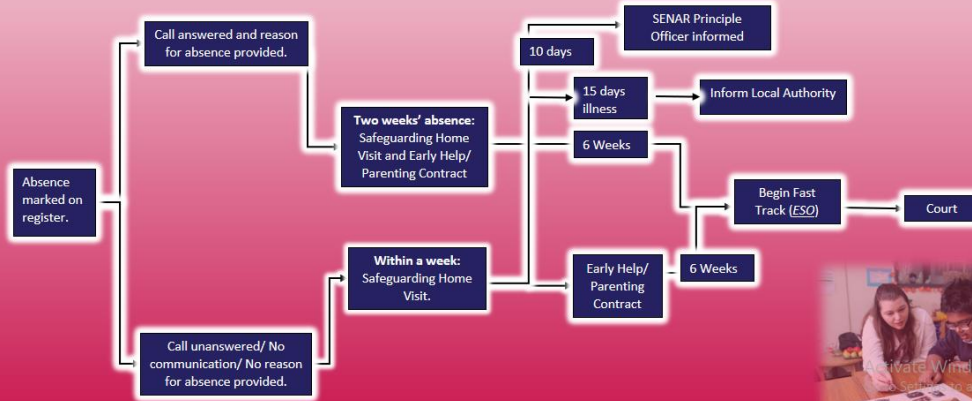 Call answered and reason
for absence provided.
SENAR Principle
Officer informed
10 days
15 days
illness
Inform Local Authority
Two weeks’ absence:
Safeguarding Home
Visit and Early Help/
Parenting Contract
6 Weeks
Absence
marked on
register.
Begin Fast
Track (ESO)
Court
Within a week:
Safeguarding Home
Visit.
Early Help/
Parenting
Contract
6 Weeks
Call unanswered/ No
communication/ No reason
for absence provided.
Activate Wind
to Set